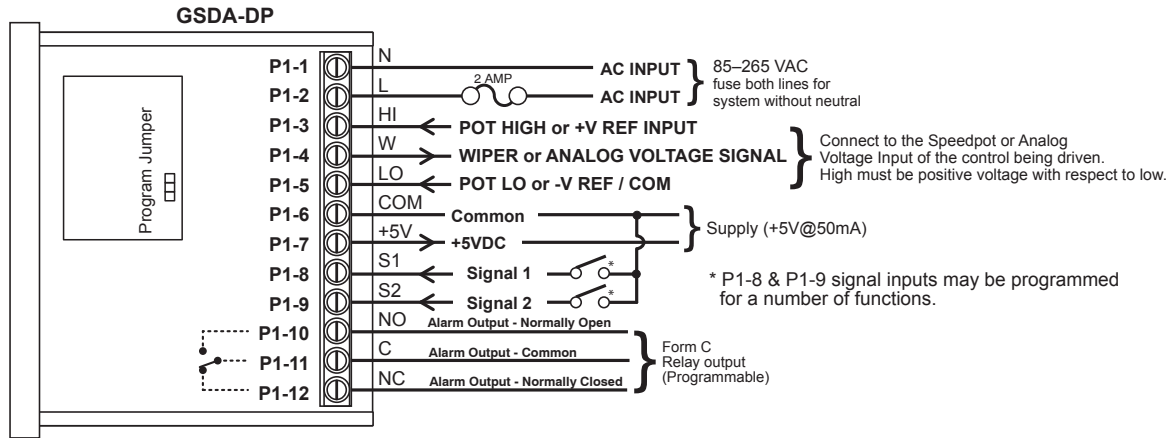 GSDA-DP
Program Jumper
P1-1 N AC INPUT
P1-2 L 2 AMP AC INPUT
85–265 VAC
fuse both lines for
system without neutral
P1-3 HI POT HIGH or +V REF INPUT
P1-4 W WIPER or ANALOG VOLTAGE SIGNAL
P1-5 LO POT LO or -V REF / COM
Connect to the Speedpot or Analog
Voltage Input of the control being driven.
High must be positive voltage with respect to low.
P1-6 COM Common
P1-7 +5V +5VDC
Supply (+5V@50mA)
P1-8 S1 Signal 1 *
P1-9 S2 Signal 2 *
* P1-8 & P1-9 signal inputs may be programmed
for a number of functions.
P1-10 NO Alarm Output - Normally Open
P1-11 C Alarm Output - Common
P1-12 NC Alarm Output - Normally Closed
Form C
Relay output
(Programmable)